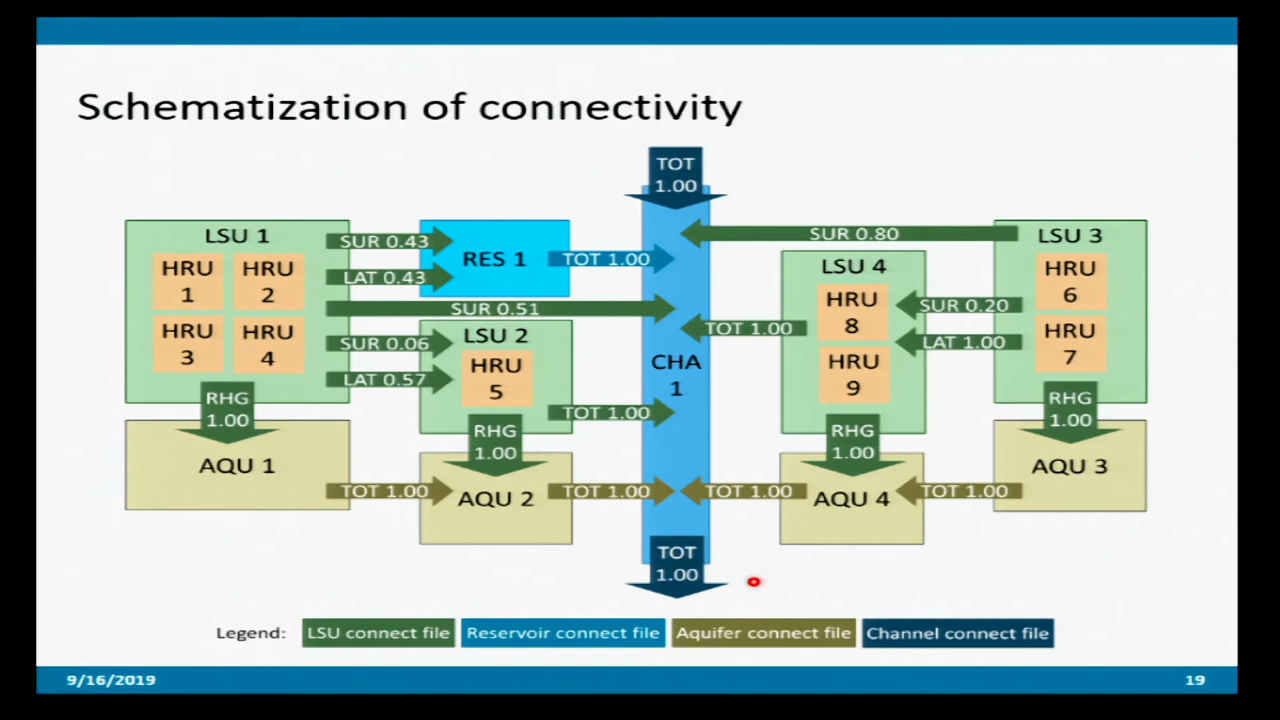 Schematization of connectivity
TOT
1.00
LSU 1
HRU
1
HRU
2
HRU
3
HRU
4
RHG
1.00
AQU 1
TOT 1.00
SUR 0.43
LAT 0.43
SUR 0.51
SUR 0.06
LAT 0.57
RES 1
TOT 1.00
LSU 2
HRU
5
TOT 1.00
RHG
1.00
AQU 2
TOT 1.00
CHA
1
TOT
1.00
SUR 0.80
LSU 4
HRU
8
HRU
9
TOT 1.00
RHG
1.00
AQU 4
TOT 1.00
LSU 3
HRU
6
HRU
7
SUR 0.20
LAT 1.00
RHG
1.00
AQU 3
TOT 1.00
Legend:
LSU connect file
Reservoir connect file
Aquifer connect file
Channel connect file
9/16/2019
19